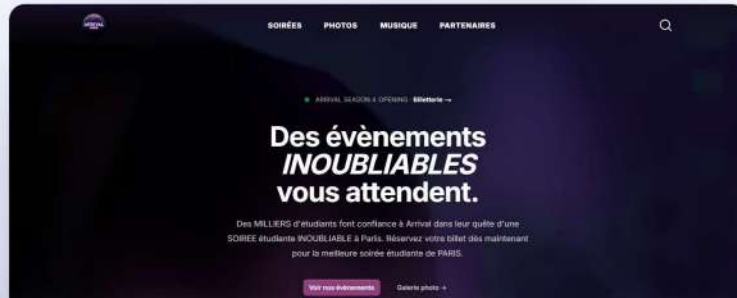 ARRIVAL
SOIRÉES PHOTOS MUSIQUE PARTENAIRES
ARRIVAL SEASON 4 OPENING Billetterie →
Des évènements
INOUBLIABLES
vous attendent.
Des MILLIERS d'étudiants font confiance à Arrival dans leur quête d'une
SOIREE étudiante INOUBLIABLE à Paris. Réservez votre billet dès maintenant
pour la meilleure soirée étudiante de PARIS.
Voir nos évènements Galerie photo →